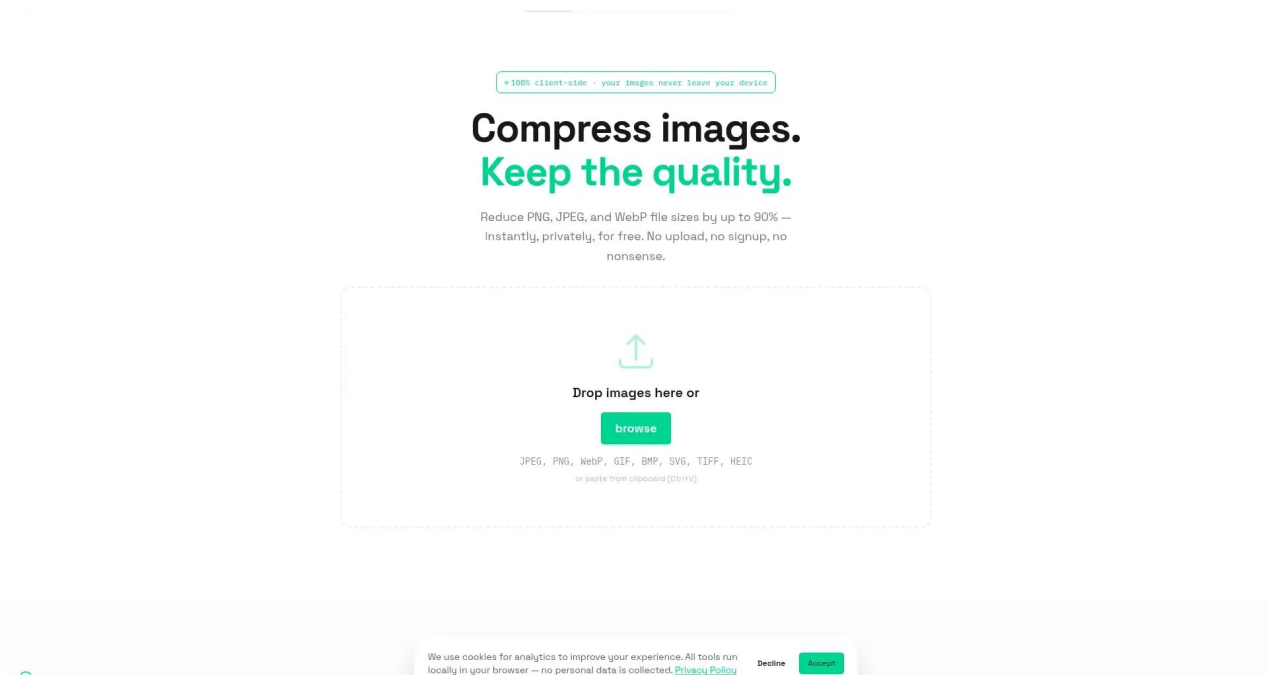 100% client-side · your images never leave your device
Compress images.
Keep the quality.
Reduce PNG, JPEG, and WebP file sizes by up to 90% —
instantly, privately, for free. No upload, no signup, no
nonsense.
Drop images here or
browse
JPEG, PNG, WebP, GIF, BMP, SVG, TIFF, HEIC
or paste from clipboard (Ctrl+V)
We use cookies for analytics to improve your experience. All tools run
locally in your browser — no personal data is collected. Privacy Policy
Decline
Accept